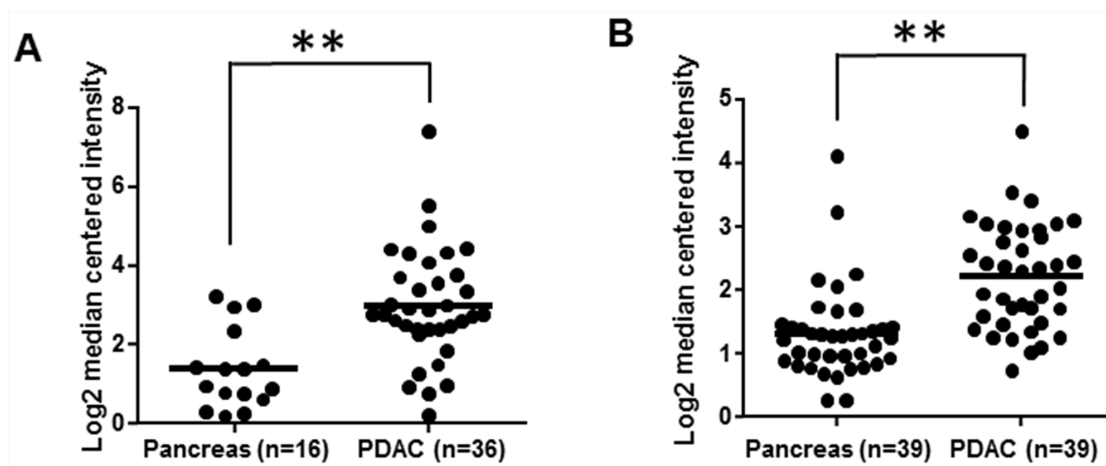 A
**
Log2 median centered intensity
8
6
4
2
0
Pancreas (n=16) PDAC (n=36)
B
**
Log2 median centered intensity
5
4
3
2
1
0
Pancreas (n=39) PDAC (n=39)